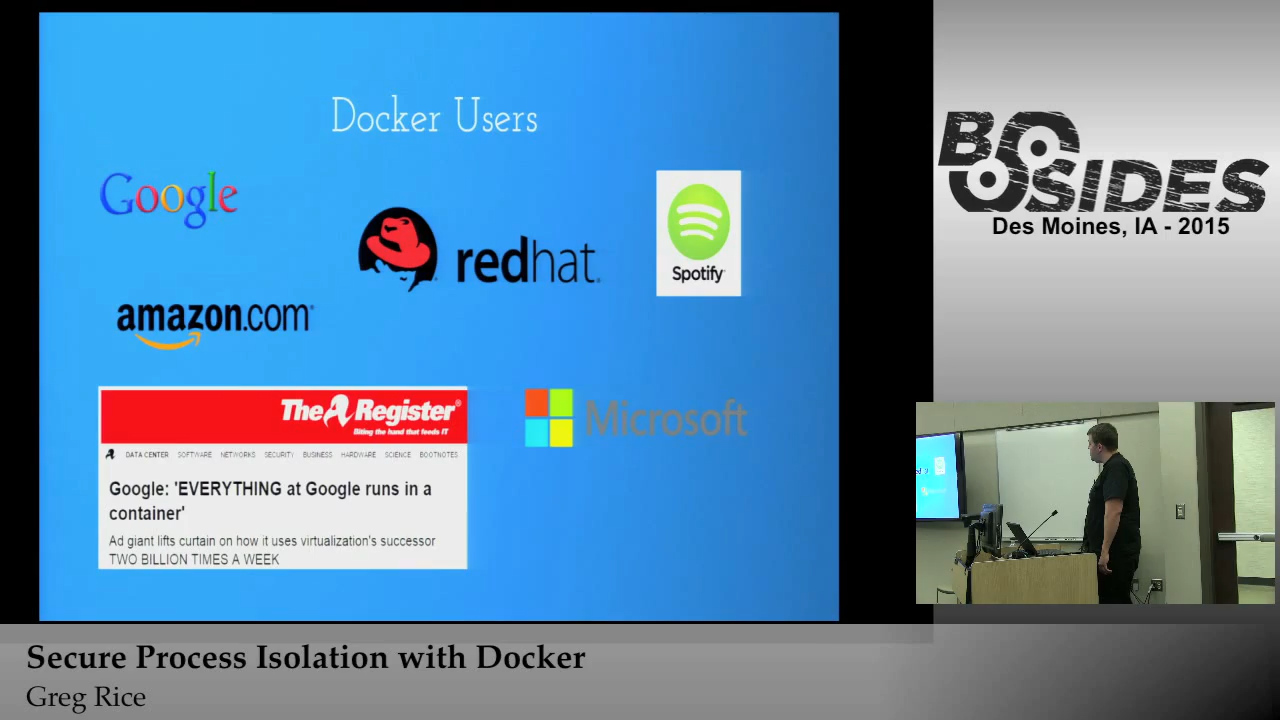 Docker Users
Google
redhat.
Spotify
amazon.com
The Register
Biting the hand that feeds IT
DATA CENTER SOFTWARE NETWORKS SECURITY BUSINESS HARDWARE SCIENCE BOOTNOTES
Google: 'EVERYTHING at Google runs in a
container'
Ad giant lifts curtain on how it uses virtualization's successor
TWO BILLION TIMES A WEEK
Microsoft
BSIDES
Des Moines, IA - 2015
Secure Process Isolation with Docker
Greg Rice